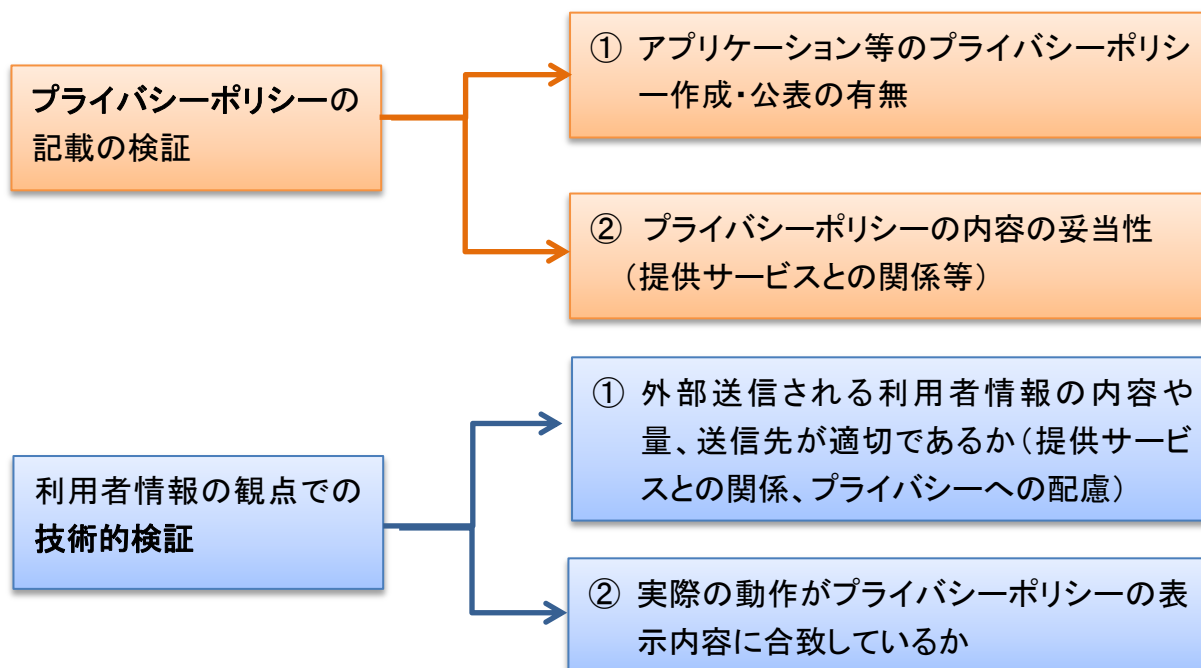 プライバシーポリシーの
記載の検証
① アプリケーション等のプライバシーポリシ
ー作成・公表の有無
② プライバシーポリシーの内容の妥当性
（提供サービスとの関係等）
利用者情報の観点での
技術的検証
① 外部送信される利用者情報の内容や
量、送信先が適切であるか（提供サービ
スとの関係、プライバシーへの配慮）
② 実際の動作がプライバシーポリシーの表
示内容に合致しているか